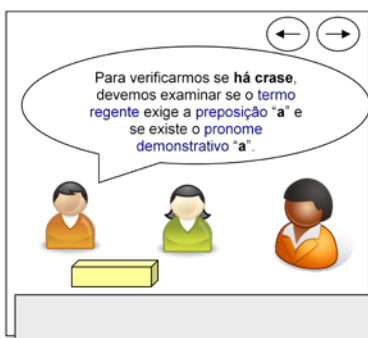 Para verificarmos se há crase,
devemos examinar se o termo
regente exige a preposição “a” e
se existe o pronome
demonstrativo “a”.